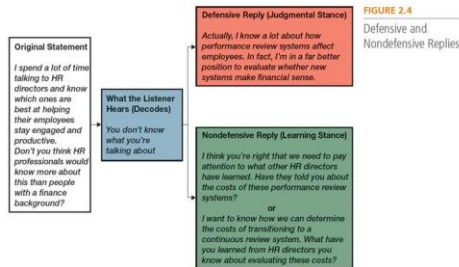 FIGURE 2.4
Defensive and
Nondefensive Replies
Original Statement
I spend a lot of time
talking to HR
directors and know
which ones are
best at helping
their employees
stay engaged and
productive.
Don't you think HR
professionals would
know more about
this than people
with a finance
background?
What the Listener
Hears (Decodes)
You don't know
what you're
talking about
Defensive Reply (Judgmental Stance)
Actually, I know a lot about how
performance review systems affect
employees. In fact, I'm in a far better
position to evaluate whether new
systems make financial sense.
Nondefensive Reply (Learning Stance)
I think you're right that we need to pay
attention to what other HR directors
have learned. Have they told you about
the costs of these performance review
systems?
or
I want to know how we can determine
the costs of transitioning to a
continuous review system. What have
you learned from HR directors you
know about evaluating these costs?